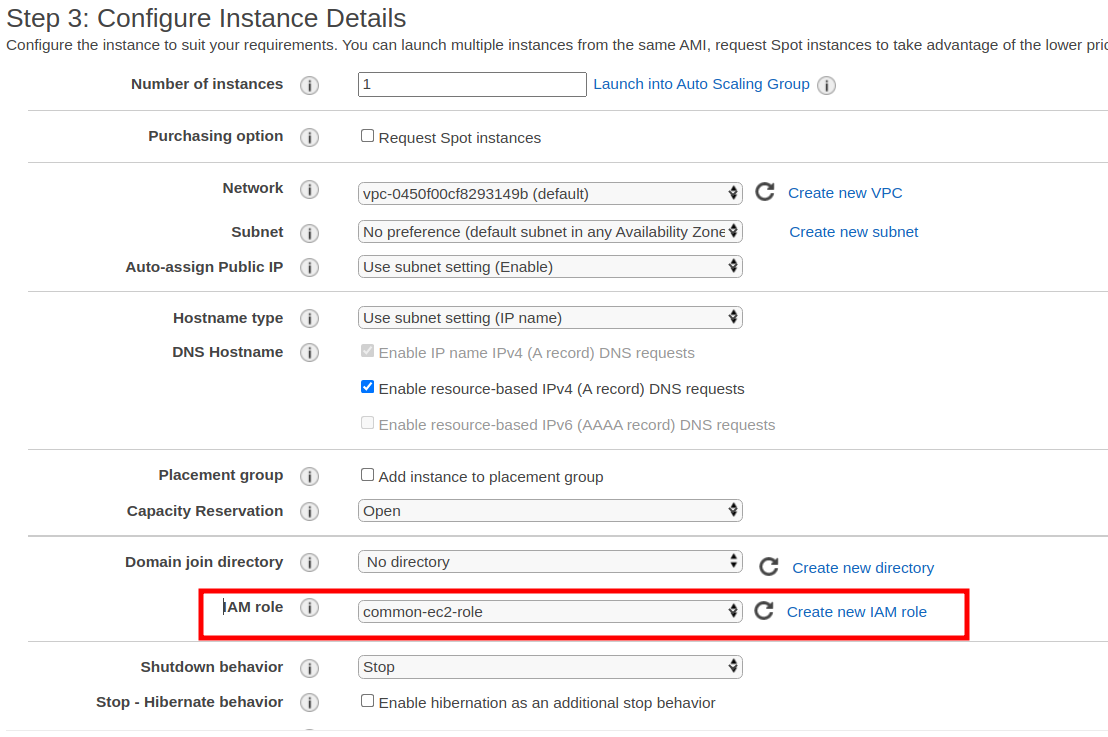 Step 3: Configure Instance Details
Configure the instance to suit your requirements. You can launch multiple instances from the same AMI, request Spot instances to take advantage of the lower
Number of instances i 1 Launch into Auto Scaling Group i
Purchasing option i Request Spot instances
Network i vpc-0450f00cf8293149b (default) Create new VPC
Subnet i No preference (default subnet in any Availability Zone Create new subnet
Auto-assign Public IP i Use subnet setting (Enable)
Hostname type i Use subnet setting (IP name)
DNS Hostname i Enable IP name IPv4 (A record) DNS requests
Enable resource-based IPv4 (A record) DNS requests
Enable resource-based IPv6 (AAAA record) DNS requests
Placement group i Add instance to placement group
Capacity Reservation i Open
Domain join directory i No directory Create new directory
IAM role i common-ec2-role Create new IAM role
Shutdown behavior i Stop
Stop - Hibernate behavior i Enable hibernation as an additional stop behavior